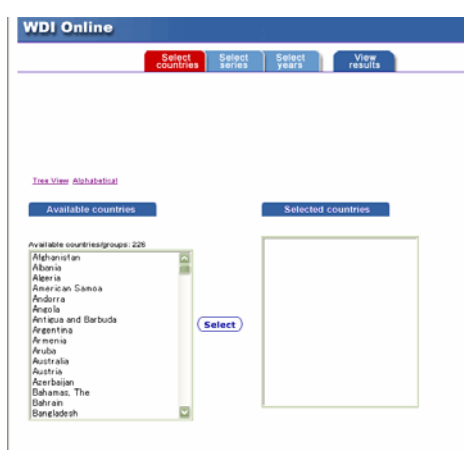 WDI Online
Select countries
Select series
Select years
View results
Tree View Alphabetical
Available countries
Selected countries
Available countries/groups: 226
Afghanistan
Albania
Algeria
American Samoa
Andorra
Angola
Antigua and Barbuda
Argentina
Armenia
Aruba
Australia
Austria
Azerbaijan
Bahamas, The
Bahrain
Bangladesh
Select